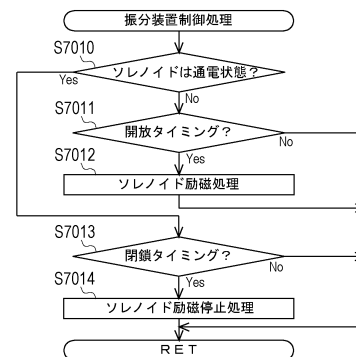 振分装置制御処理
S7010
ソレノイドは通電状態?
Yes
No
S7011
開放タイミング?
No
Yes
S7012
ソレノイド励磁処理
S7013
閉鎖タイミング?
No
Yes
S7014
ソレノイド励磁停止処理
RET